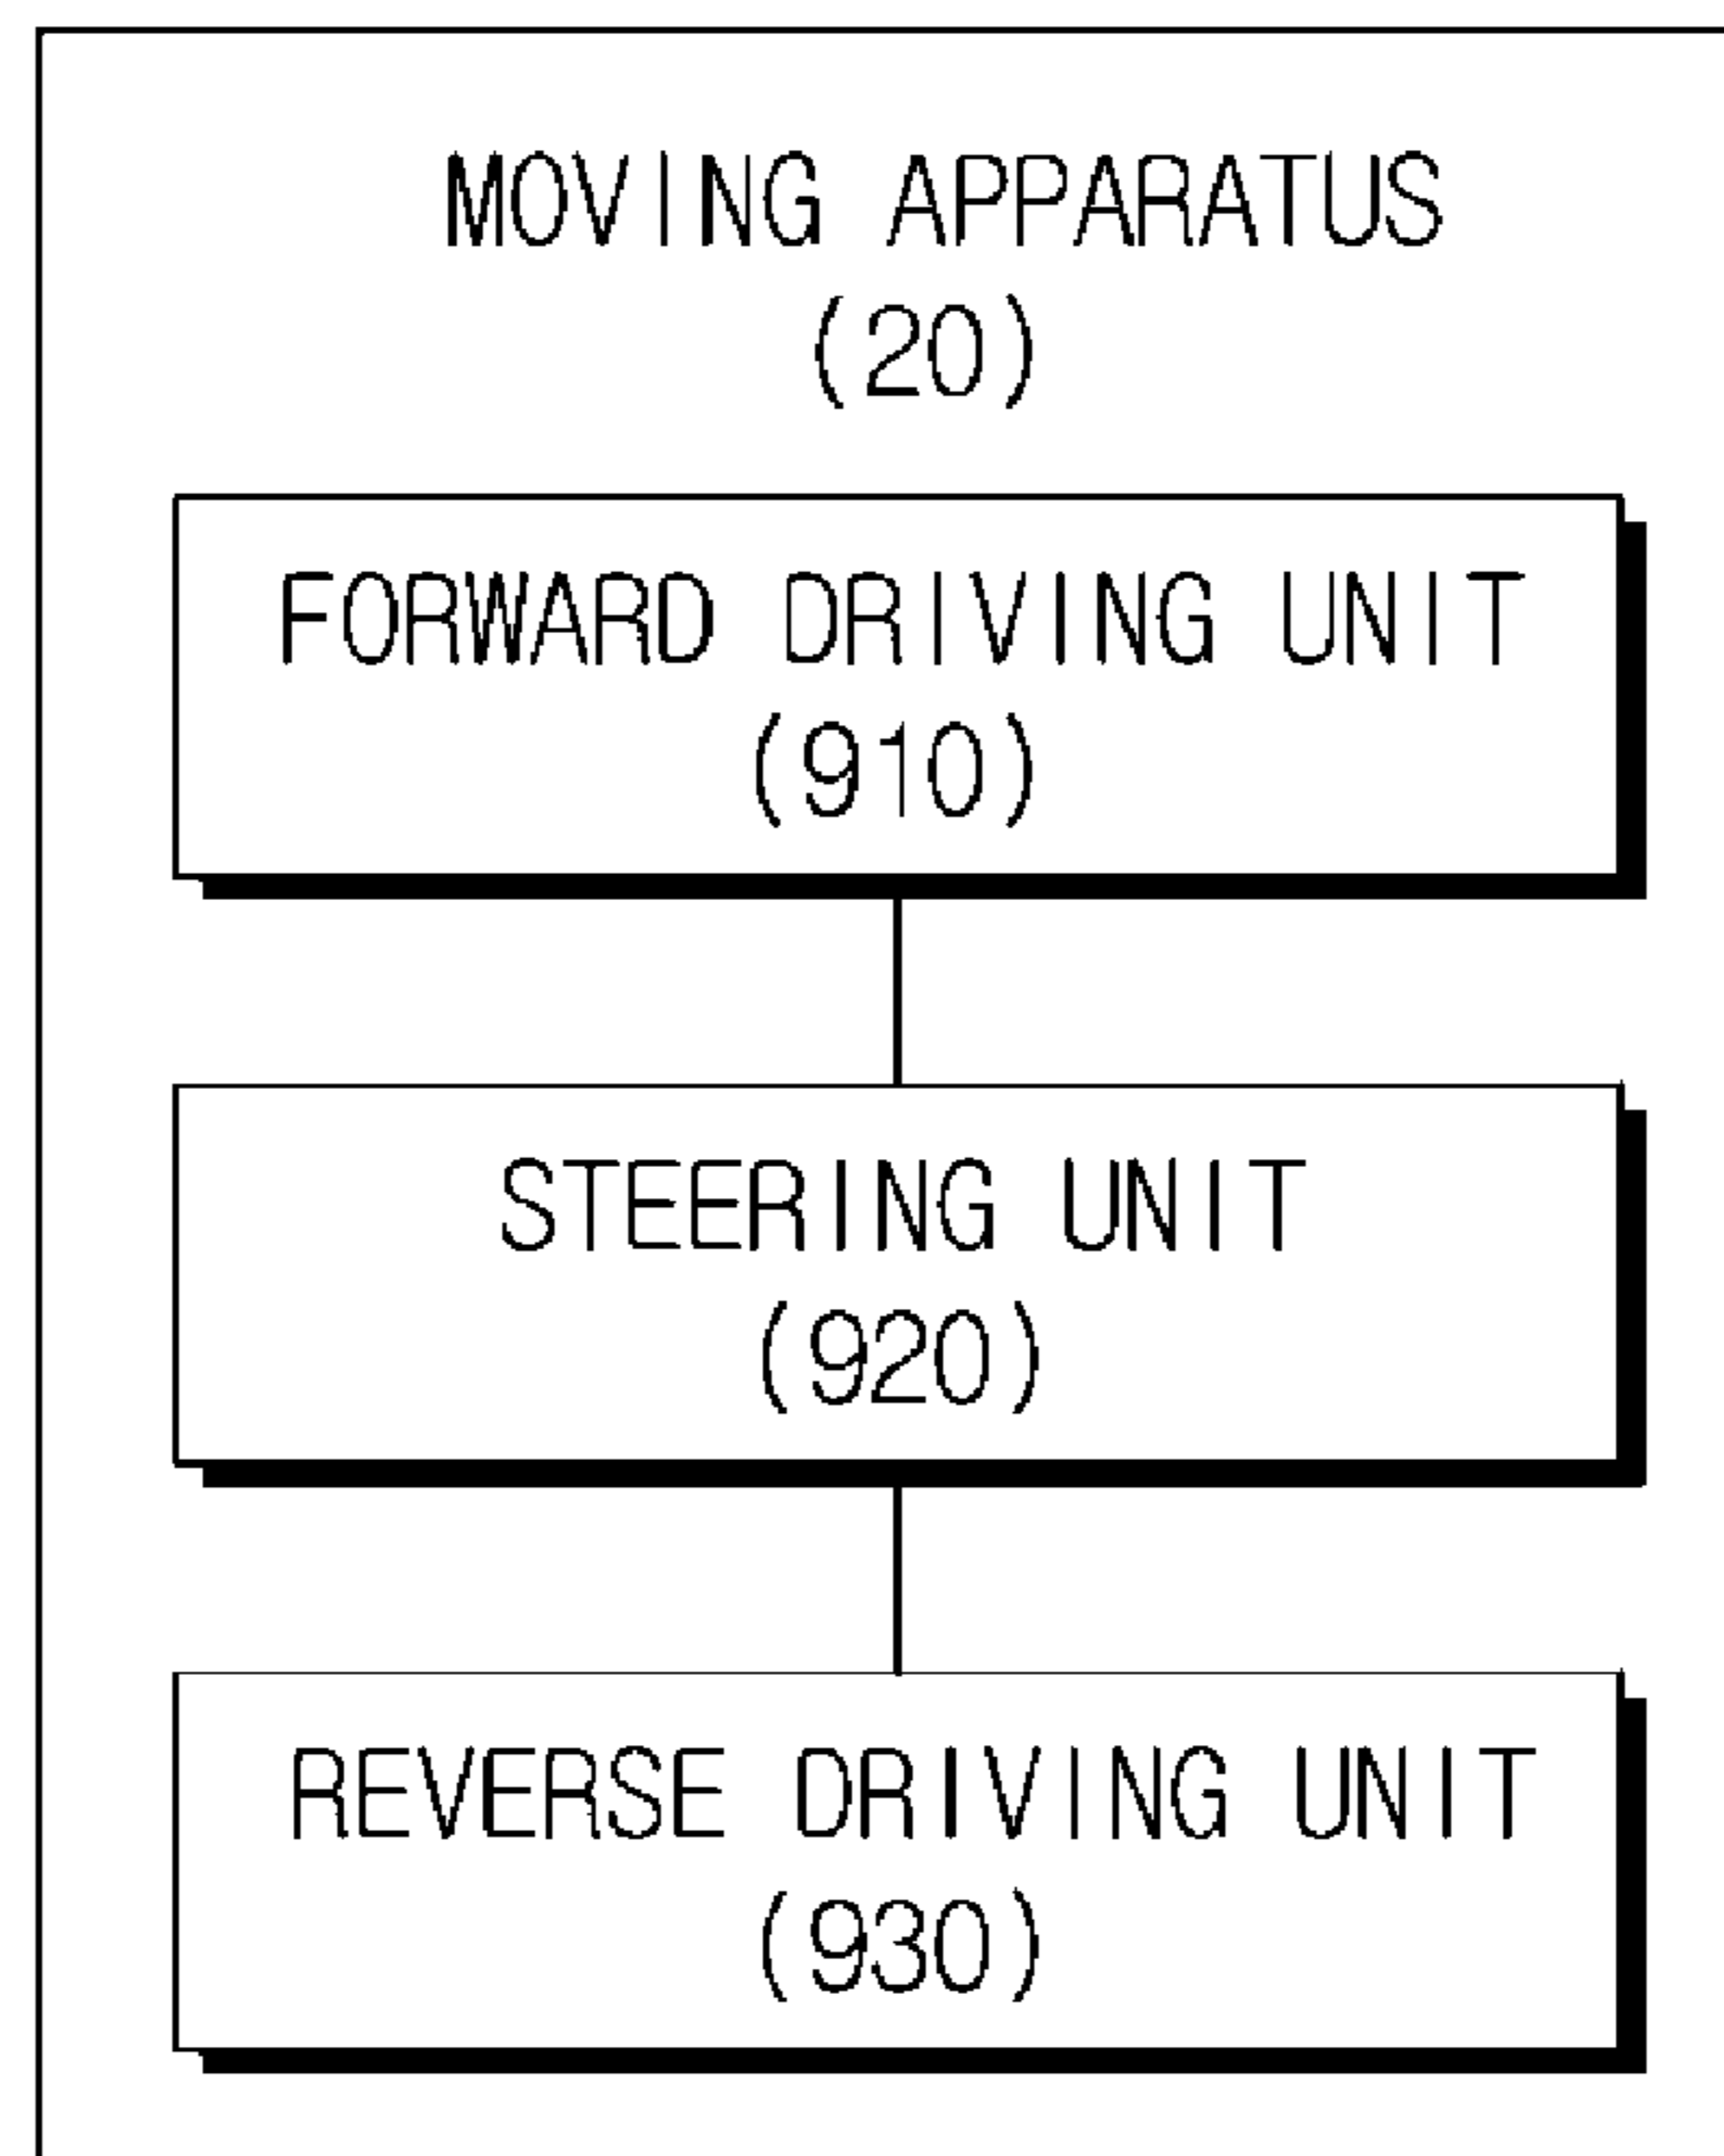 MOVING APPARATUS
(20)
FORWARD DRIVING UNIT
(910)
STEERING UNIT
(920)
REVERSE DRIVING UNIT
(930)